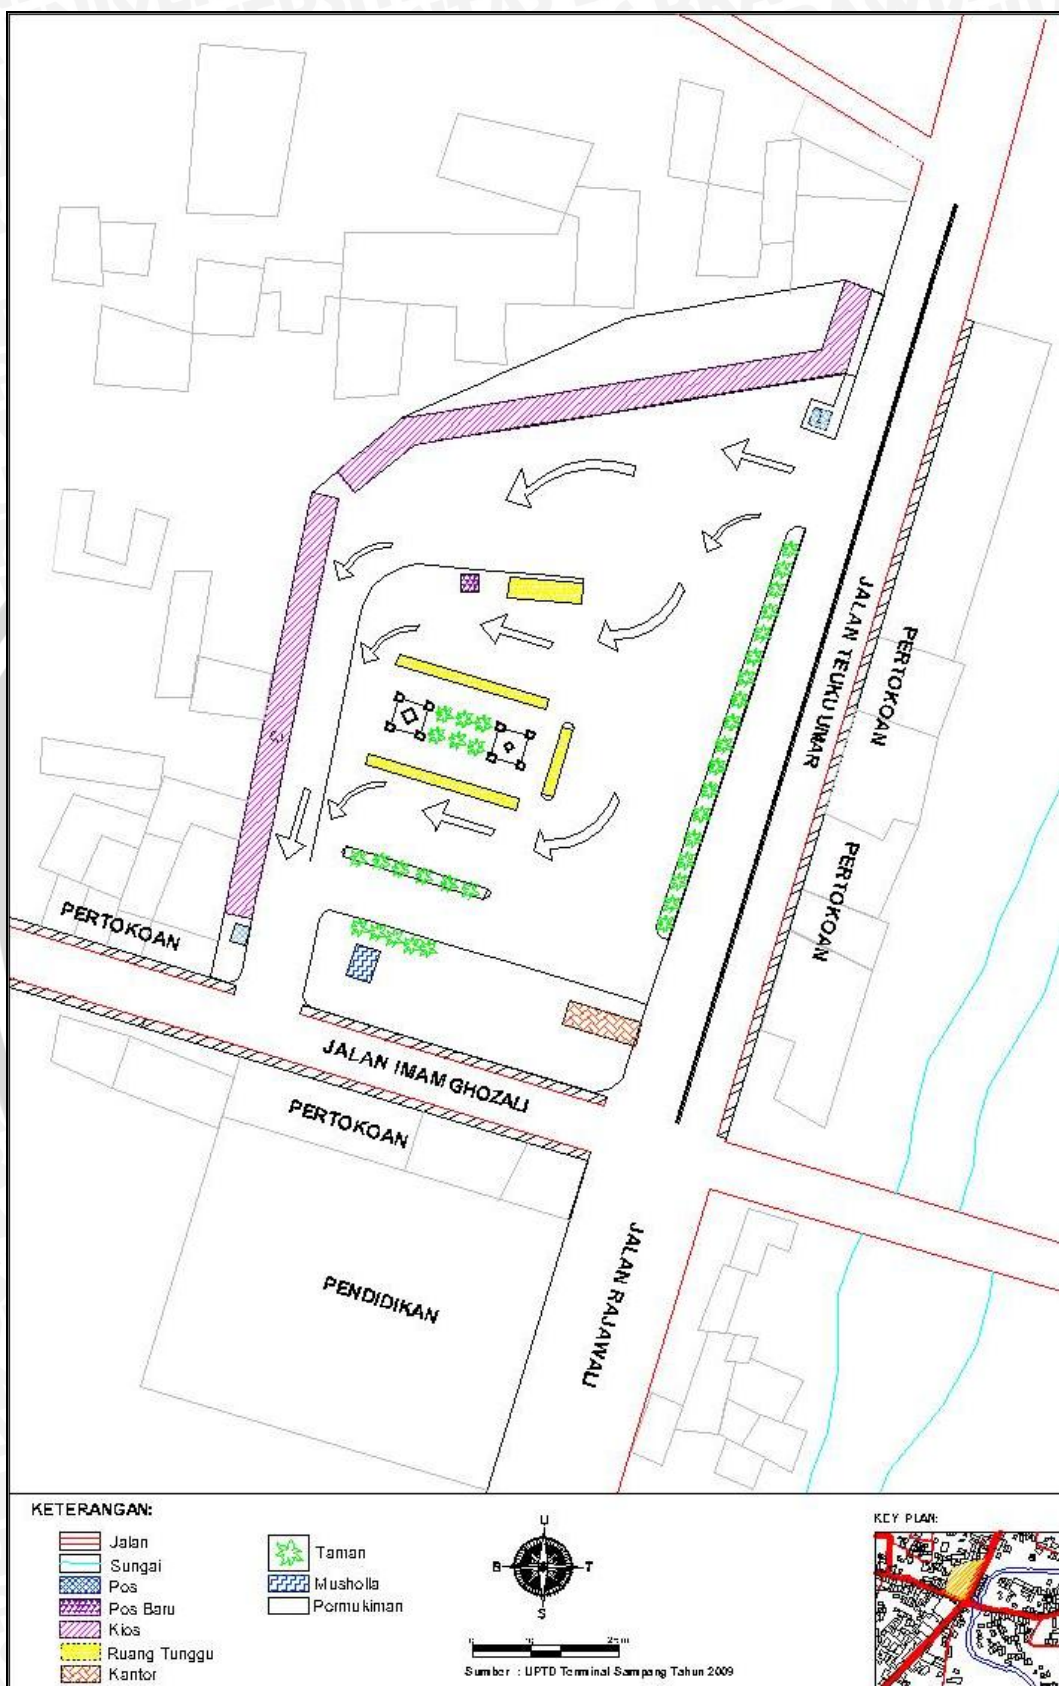 JALAN TEUKU UMAR
PERTOKOAN
PERTOKOAN
PERTOKOAN
JALAN IMAM GHOZALI
PERTOKOAN
JALAN RAJAWALI
PENDIDIKAN
KETERANGAN:
Jalan
Sungai
Pos
Pos Baru
Kios
Ruang Tunggu
Kantor
Taman
Musholla
Permukiman
U
B
T
S
Sumber : UPTD Terminal Sampang Tahun 2009
KEY PLAN: